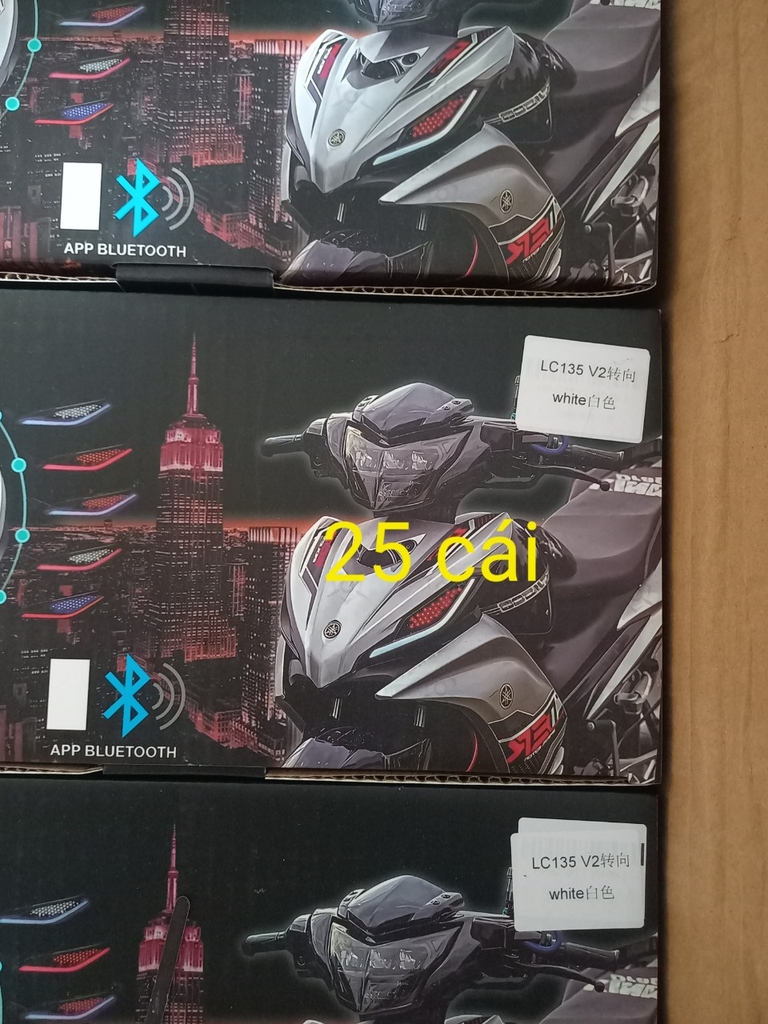 APP BLUETOOTH
LC135 V2转向
white白色
25 cái
APP BLUETOOTH
LC135 V2转向
white白色